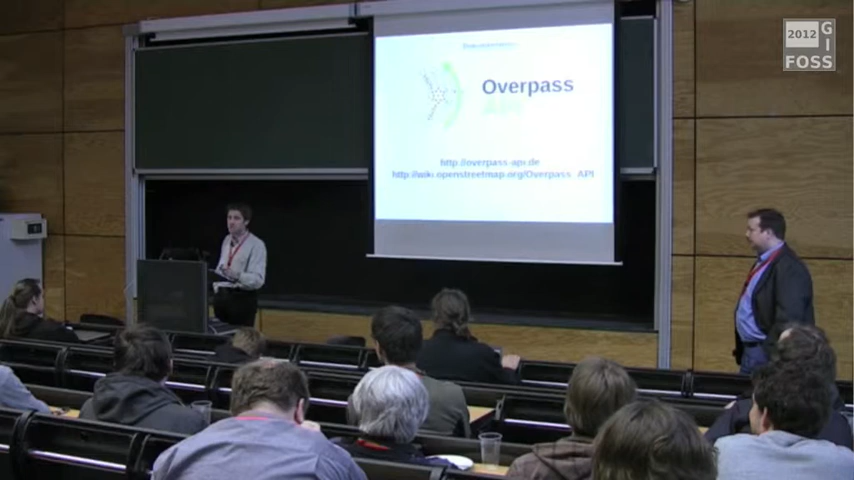 2012
G
I
FOSS
Overpass
API
http://overpass-api.de
http://wiki.openstreetmap.org/Overpass_API